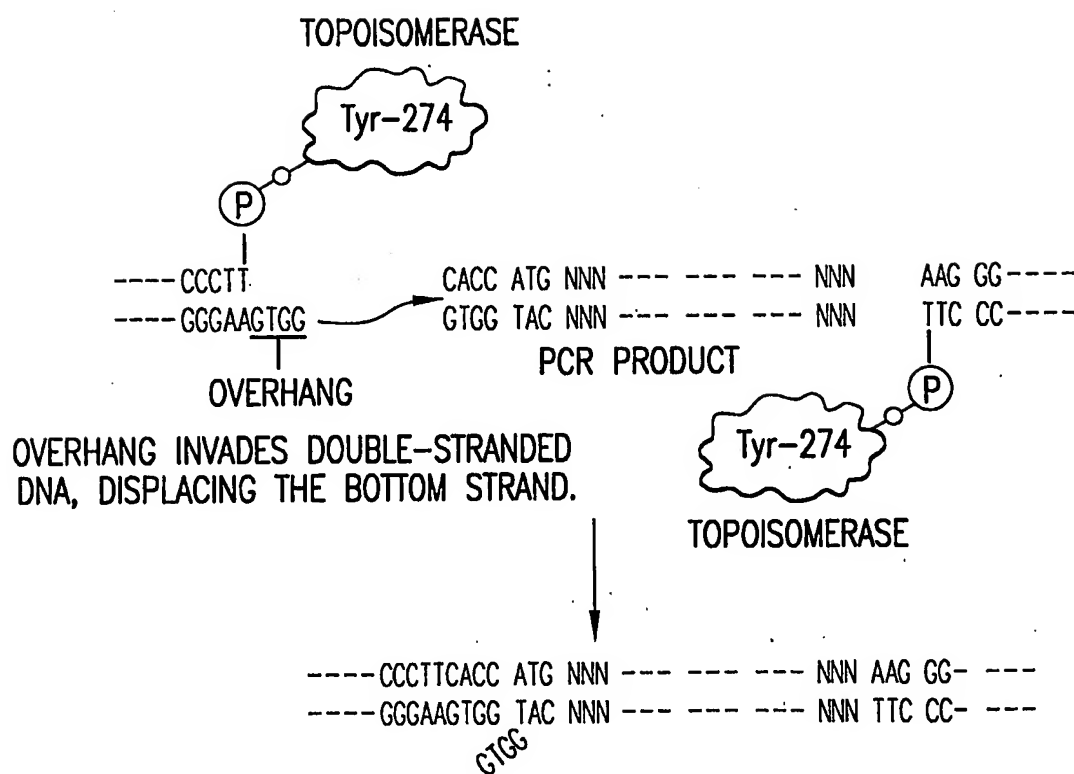 TOPOISOMERASE
Tyr-274
P
----CCCTT CACC ATG NNN --- --- --- --- NNN AAG GG----
----GGGAAGTGG GTGG TAC NNN --- --- --- --- NNN TTC CC----
OVERHANG
PCR PRODUCT
P
OVERHANG INVADES DOUBLE-STRANDED
DNA, DISPLACING THE BOTTOM STRAND.
Tyr-274
TOPOISOMERASE
----CCCTTCACC ATG NNN --- --- --- --- NNN AAG GG- ---
----GGGAAGTGG TAC NNN --- --- --- --- NNN TTC CC- ---
GTGG